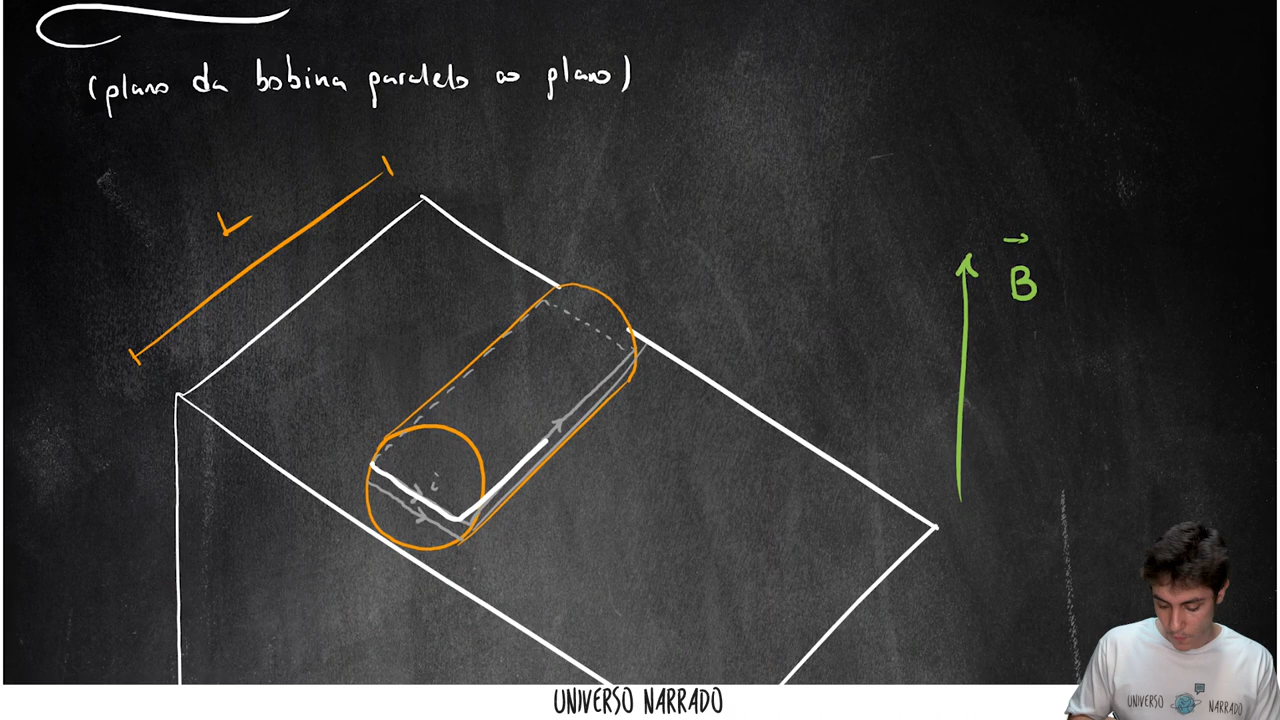 (plano da bobina paralelo ao plano)
L
B
i
UNIVERSO NARRADO
UNIVERSO NARRADO